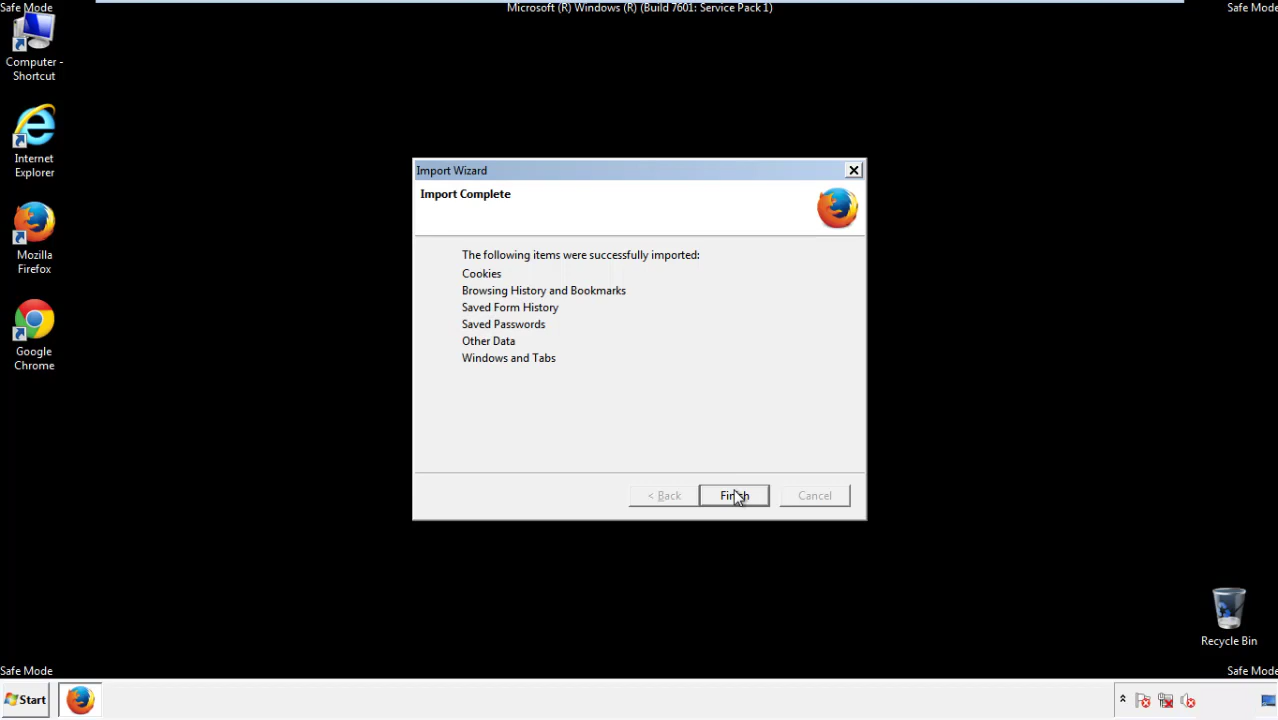 Safe Mode
Microsoft (R) Windows (R) (Build 7601: Service Pack 1)
Safe Mode
Computer -
Shortcut
Internet
Explorer
Mozilla
Firefox
Google
Chrome
Import Wizard
Import Complete
The following items were successfully imported:
Cookies
Browsing History and Bookmarks
Saved Form History
Saved Passwords
Other Data
Windows and Tabs
< Back
Finish
Cancel
Recycle Bin
Safe Mode
Safe Mode
Start